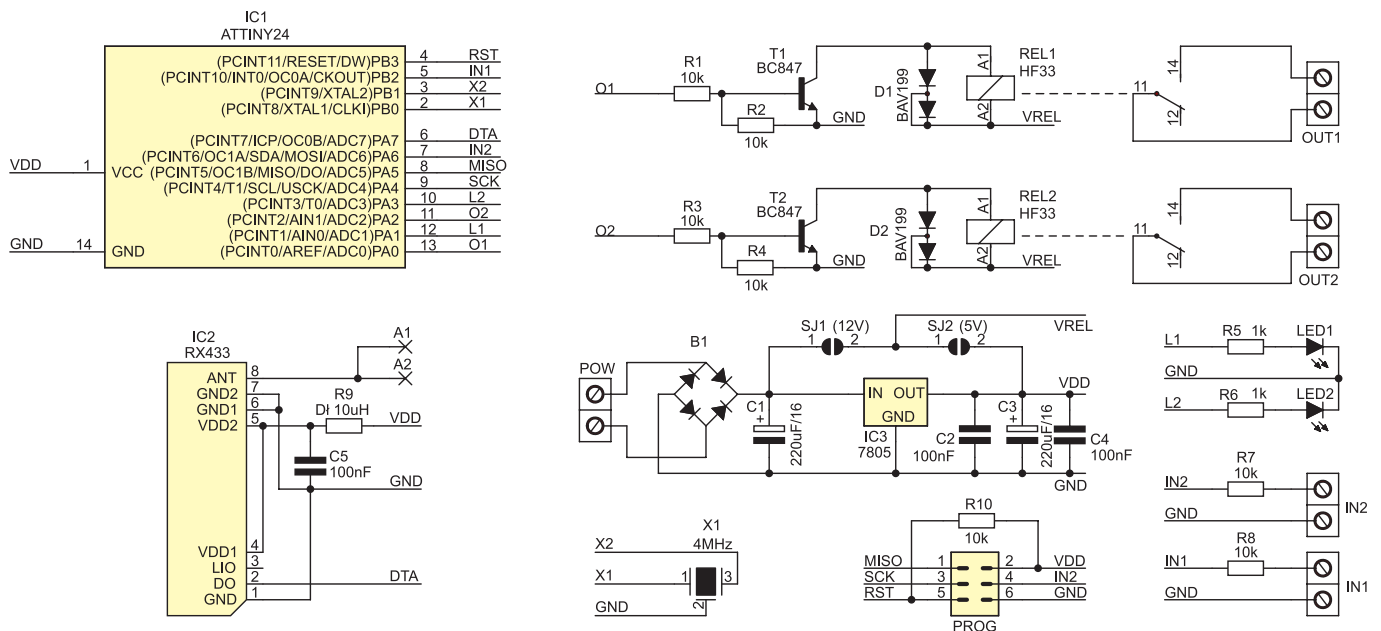 IC1
ATTINY24
(PCINT11/RESET/DW)PB3 4 RST
(PCINT10/INT0/OC0A/CKOUT)PB2 5 IN1
(PCINT9/XTAL2)PB1 3 X2
(PCINT8/XTAL1/CLKI)PB0 2 X1
(PCINT7/ICP/OC0B/ADC7)PA7 6 DTA
(PCINT6/OC1A/SDA/MOSI/ADC6)PA6 7 IN2
VDD 1 VCC (PCINT5/OC1B/MISO/DO/ADC5)PA5 8 MISO
(PCINT4/T1/SCL/USCK/ADC4)PA4 9 SCK
(PCINT3/T0/ADC3)PA3 10 L2
(PCINT2/AIN1/ADC2)PA2 11 O2
(PCINT1/AIN0/ADC1)PA1 12 L1
GND 14 GND (PCINT0/AREF/ADC0)PA0 13 O1
O1
R1
10k
R2
10k
T1
BC847
GND
D1
BAV199
A1
A2
REL1
HF33
VREL
11
14
12
OUT1
O2
R3
10k
R4
10k
T2
BC847
GND
D2
BAV199
A1
A2
REL2
HF33
VREL
11
14
12
OUT2
IC2
RX433
ANT 8
GND2 7
GND1 6
VDD2 5
VDD1 4
LIO 3
DO 2
GND 1
A1
A2
R9
Dł 10uH
VDD
C5
100nF
GND
DTA
POW
B1
SJ1 (12V)
1 2
SJ2 (5V)
1 2
VREL
C1
+
220uF/16
IN OUT
GND
IC3
7805
C2
100nF
C3
+
220uF/16
VDD
C4
100nF
GND
L1
R5 1k
LED1
GND
L2
R6 1k
LED2
IN2
R7
10k
GND
IN2
IN1
R8
10k
GND
IN1
X1
4MHz
X2
X1
1 3
2
GND
R10
10k
MISO 1 2 VDD
SCK 3 4 IN2
RST 5 6 GND
PROG